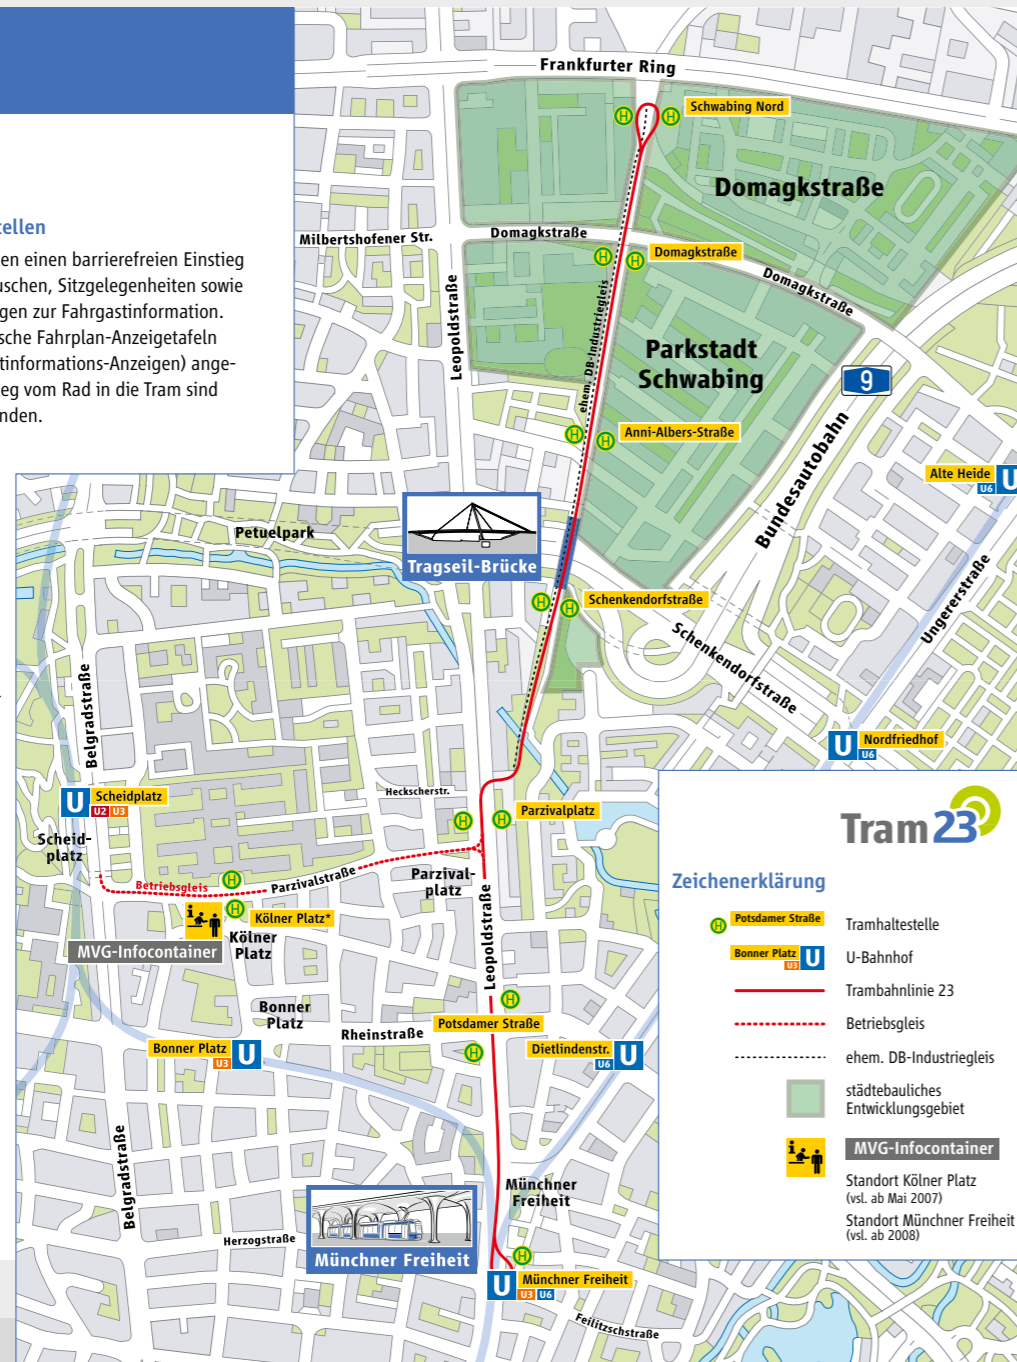 tellen
en einen barrierefreien Einstieg
uschen, Sitzgelegenheiten sowie
gen zur Fahrgastinformation.
sche Fahrplan-Anzeigetafeln
tinformations-Anzeigen) ange-
eg vom Rad in die Tram sind
nden.
Frankfurter Ring
H
H
Schwabing Nord
Domagkstraße
Milbertshofener Str.
Domagkstraße
H
H
Domagkstraße
Domagkstraße
Leopoldstraße
ehem. DB-Industriegleis
Parkstadt
Schwabing
9
Bundesautobahn
H
H
Anni-Albers-Straße
Alte Heide
U6
U
Petuelpark
Tragseil-Brücke
H
H
Schenkendorfstraße
Schenkendorfstraße
Ungererstraße
Belgradstraße
U
Nordfriedhof
U6
U
Scheidplatz
U2 U3
Scheid-
platz
Heckscherstr.
H
H
Parzivalplatz
Betriebsgleis
H
Parzivalstraße
Parzival-
platz
H
Kölner Platz*
Kölner
Platz
i
MVG-Infocontainer
Leopoldstraße
Bonner
Platz
Rheinstraße
H
Potsdamer Straße
H
Bonner Platz
U3
U
Dietlindenstr.
U6
U
Belgradstraße
Münchner
Freiheit
Herzogstraße
Münchner Freiheit
H
U
Münchner Freiheit
U3 U6
Feilitzschstraße
Tram 23
Zeichenerklärung
H
Potsdamer Straße
Tramhaltestelle
Bonner Platz
U3
U
U-Bahnhof
Trambahnlinie 23
Betriebsgleis
ehem. DB-Industriegleis
städtebauliches
Entwicklungsgebiet
i
MVG-Infocontainer
Standort Kölner Platz
(vsl. ab Mai 2007)
Standort Münchner Freiheit
(vsl. ab 2008)